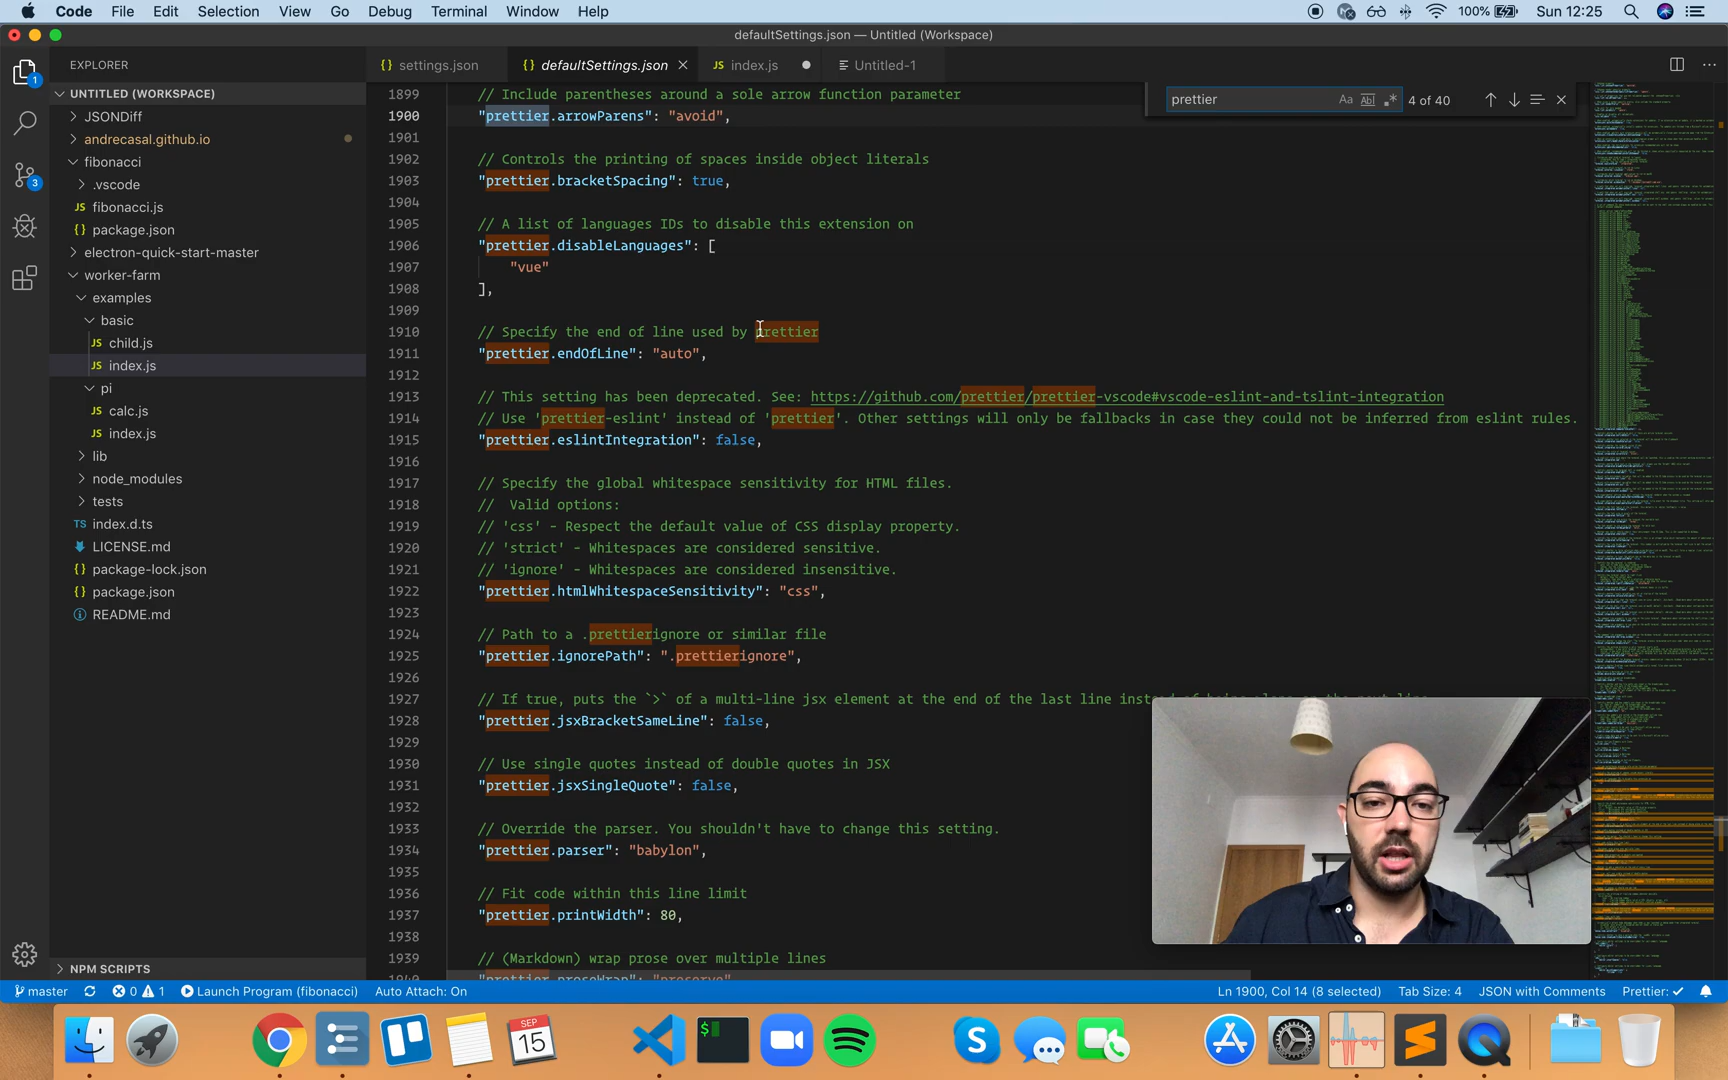 Code File Edit Selection View Go Debug Terminal Window Help 100% Sun 12:25
defaultSettings.json — Untitled (Workspace)
EXPLORER
{} settings.json
{} defaultSettings.json
JS index.js
Untitled-1
UNTITLED (WORKSPACE)
JSONDiff
andrecasal.github.io
fibonacci
.vscode
JS fibonacci.js
{} package.json
electron-quick-start-master
worker-farm
examples
basic
JS child.js
JS index.js
pi
JS calc.js
JS index.js
lib
node_modules
tests
TS index.d.ts
LICENSE.md
{} package-lock.json
{} package.json
README.md
NPM SCRIPTS
1
3
prettier Aa Abl .* 4 of 40
1899 // Include parentheses around a sole arrow function parameter
1900 "prettier.arrowParens": "avoid",
1901
1902 // Controls the printing of spaces inside object literals
1903 "prettier.bracketSpacing": true,
1904
1905 // A list of languages IDs to disable this extension on
1906 "prettier.disableLanguages": [
1907 "vue"
1908 ],
1909
1910 // Specify the end of line used by prettier
1911 "prettier.endOfLine": "auto",
1912
1913 // This setting has been deprecated. See: https://github.com/prettier/prettier-vscode#vscode-eslint-and-tslint-integration
1914 // Use 'prettier-eslint' instead of 'prettier'. Other settings will only be fallbacks in case they could not be inferred from eslint rules.
1915 "prettier.eslintIntegration": false,
1916
1917 // Specify the global whitespace sensitivity for HTML files.
1918 // Valid options:
1919 // 'css' - Respect the default value of CSS display property.
1920 // 'strict' - Whitespaces are considered sensitive.
1921 // 'ignore' - Whitespaces are considered insensitive.
1922 "prettier.htmlWhitespaceSensitivity": "css",
1923
1924 // Path to a .prettierignore or similar file
1925 "prettier.ignorePath": ".prettierignore",
1926
1927 // If true, puts the `>` of a multi-line jsx element at the end of the last line instead of being alone on the next line
1928 "prettier.jsxBracketSameLine": false,
1929
1930 // Use single quotes instead of double quotes in JSX
1931 "prettier.jsxSingleQuote": false,
1932
1933 // Override the parser. You shouldn't have to change this setting.
1934 "prettier.parser": "babylon",
1935
1936 // Fit code within this line limit
1937 "prettier.printWidth": 80,
1938
1939 // (Markdown) wrap prose over multiple lines
1940 "prettier.proseWrap": "preserve"
master 0 1 Launch Program (fibonacci) Auto Attach: On
Ln 1900, Col 14 (8 selected) Tab Size: 4 JSON with Comments Prettier: ✓
SEP
15
$
S